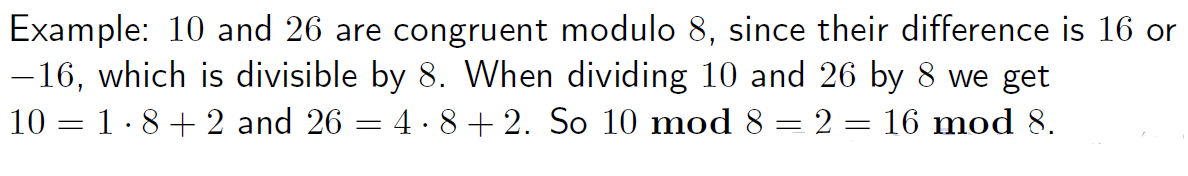 Example: 10 and 26 are congruent modulo 8, since their difference is 16 or
−16, which is divisible by 8. When dividing 10 and 26 by 8 we get
10 = 1 · 8 + 2 and 26 = 4 · 8 + 2. So 10 mod 8 = 2 = 16 mod 8.